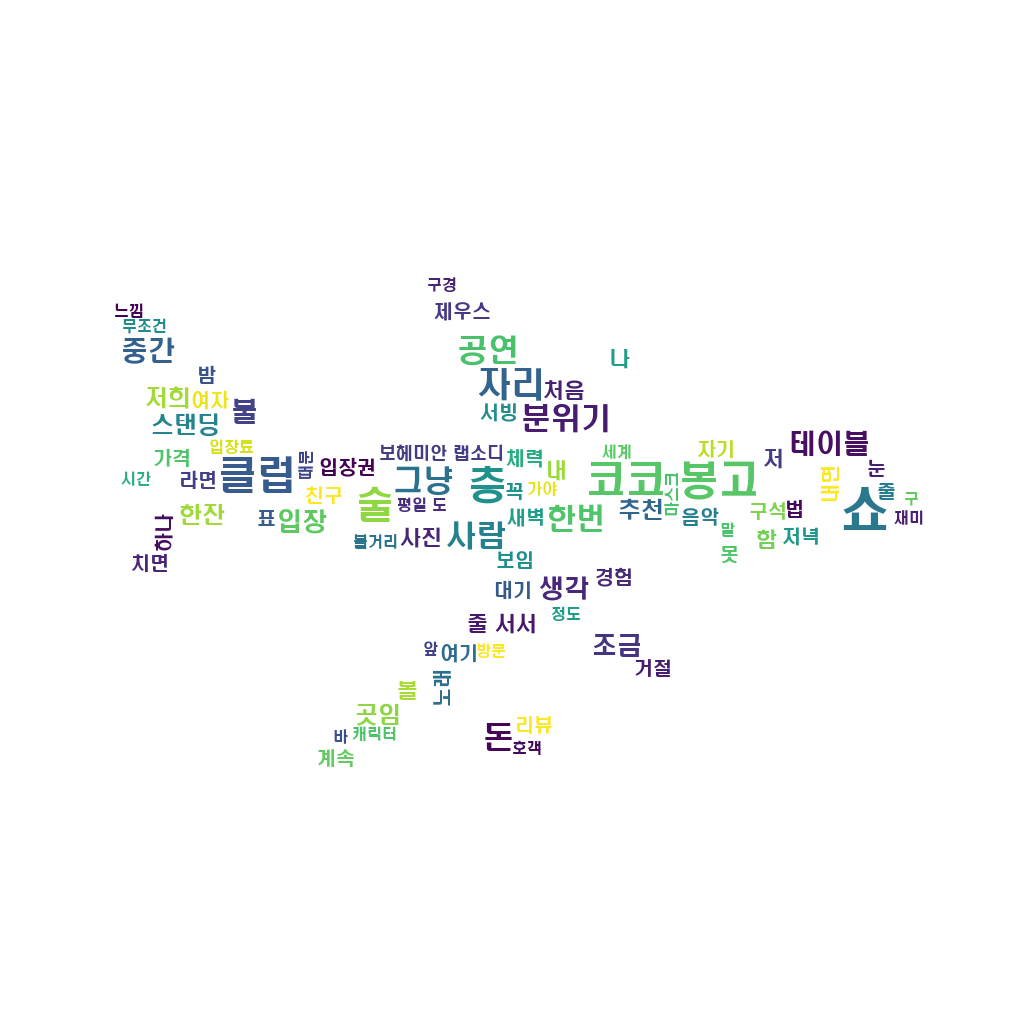 구경
느낌
제우스
무조건
중간
공연
나
밤
자리
처음
저희
여자
불
서빙
분위기
스탠딩
입장료
테이블
자기
보헤미안 랩소디
세계
체력
저
가격
클럽
입장권
그냥
층
내
코코
봉고
눈
시간
라면
친구
꼭
가야
줄
구
한잔
표
입장
술
평일 도
새벽
한번
추천
음악
구석
법
쇼
재미
하나
불거리
사진
사람
말
함
저녁
치면
보임
못
대기
생각
경험
줄 서서
정도
앞
여기
방문
조금
거절
노래
볼
곳임
바
캐릭터
돈
리뷰
호객
계속